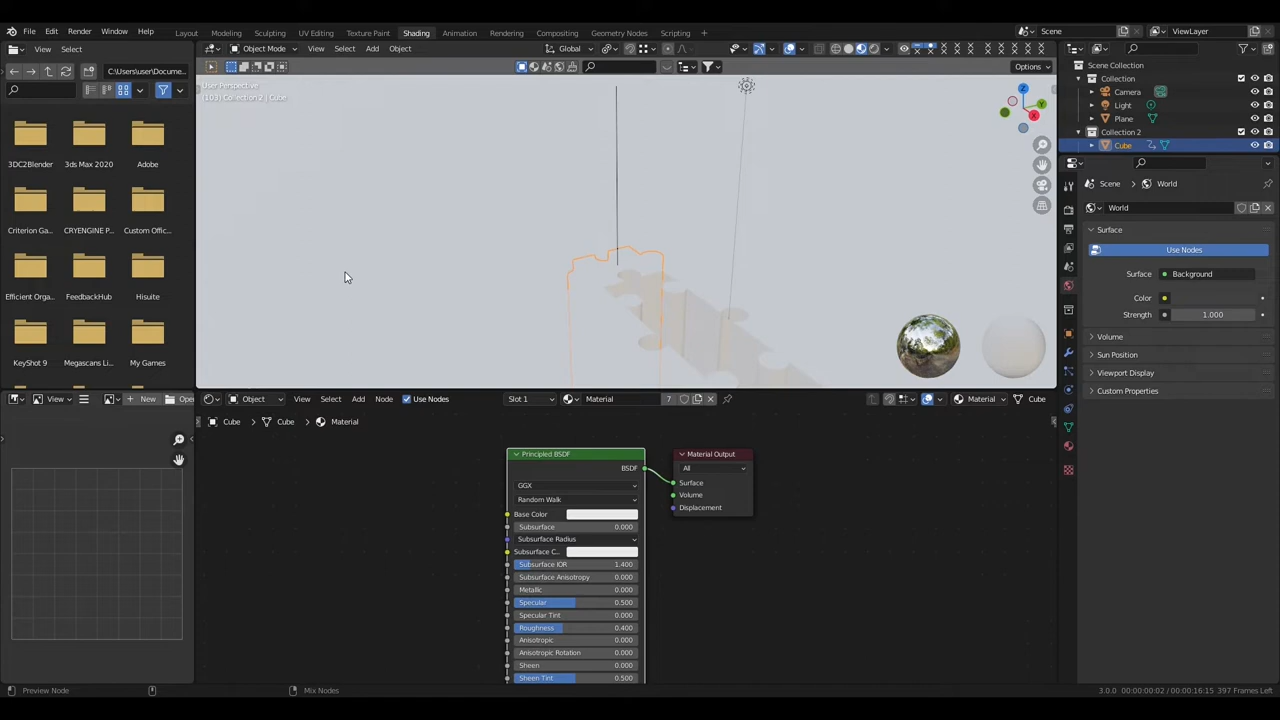 File Edit Render Window Help
Layout Modeling Sculpting UV Editing Texture Paint Shading Animation Rendering Compositing Geometry Nodes Scripting
Scene ViewLayer
View Select
Object Mode View Select Add Object Global
C:\Users\user\Docume...
Options
User Perspective
(103) Collection 2 | Cube
Z
Y
X
Scene Collection
Collection
Camera
Light
Plane
Collection 2
Cube
Scene World
World
Surface
Use Nodes
Surface Background
Color
Strength 1.000
Volume
Sun Position
Viewport Display
Custom Properties
3DC2Blender 3ds Max 2020 Adobe
Criterion Ga... CRYENGINE P... Custom Offic...
Efficient Orga... FeedbackHub Hisuite
KeyShot 9 Megascans Li... My Games
View New Open
Object View Select Add Node Use Nodes Slot 1 Material 7 Material Cube
Cube Cube Material
Principled BSDF
BSDF
GGX
Random Walk
Base Color
Subsurface 0.000
Subsurface Radius
Subsurface C..
Subsurface IOR 1.400
Subsurface Anisotropy 0.000
Metallic 0.000
Specular 0.500
Specular Tint 0.000
Roughness 0.400
Anisotropic 0.000
Anisotropic Rotation 0.000
Sheen 0.000
Sheen Tint 0.500
Material Output
All
Surface
Volume
Displacement
Preview Node Mix Nodes 3.0.0 00:00:00:02 / 00:00:16:15 397 Frames Left